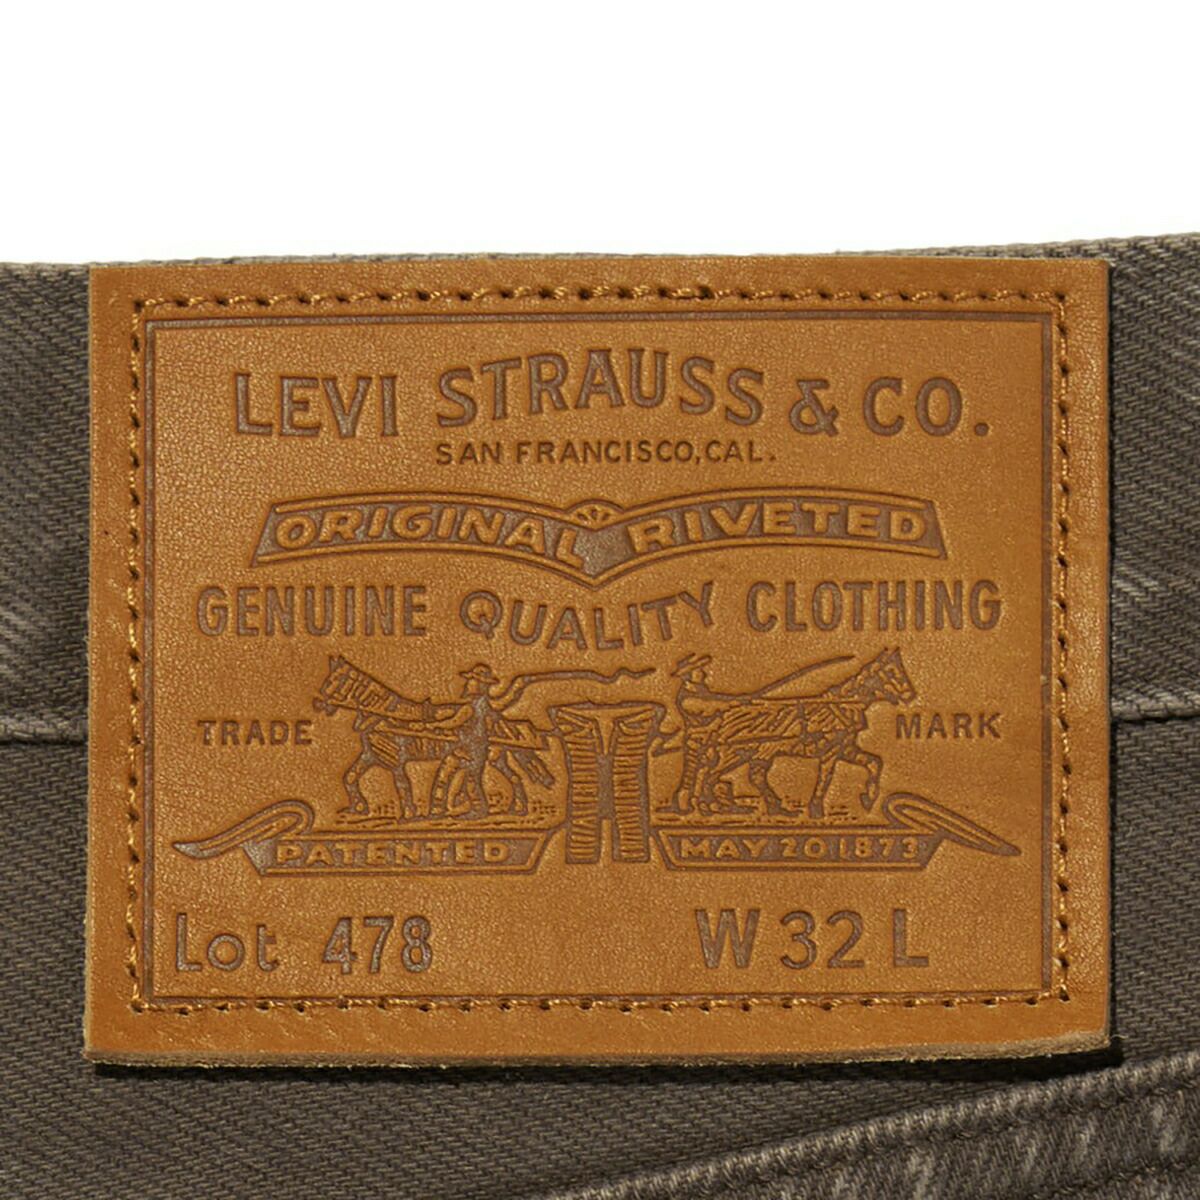 LEVI STRAUSS & CO.
SAN FRANCISCO, CAL.
ORIGINAL RIVETED
GENUINE QUALITY CLOTHING
TRADE MARK
PATENTED MAY 20 1873
Lot 478 W 32 L